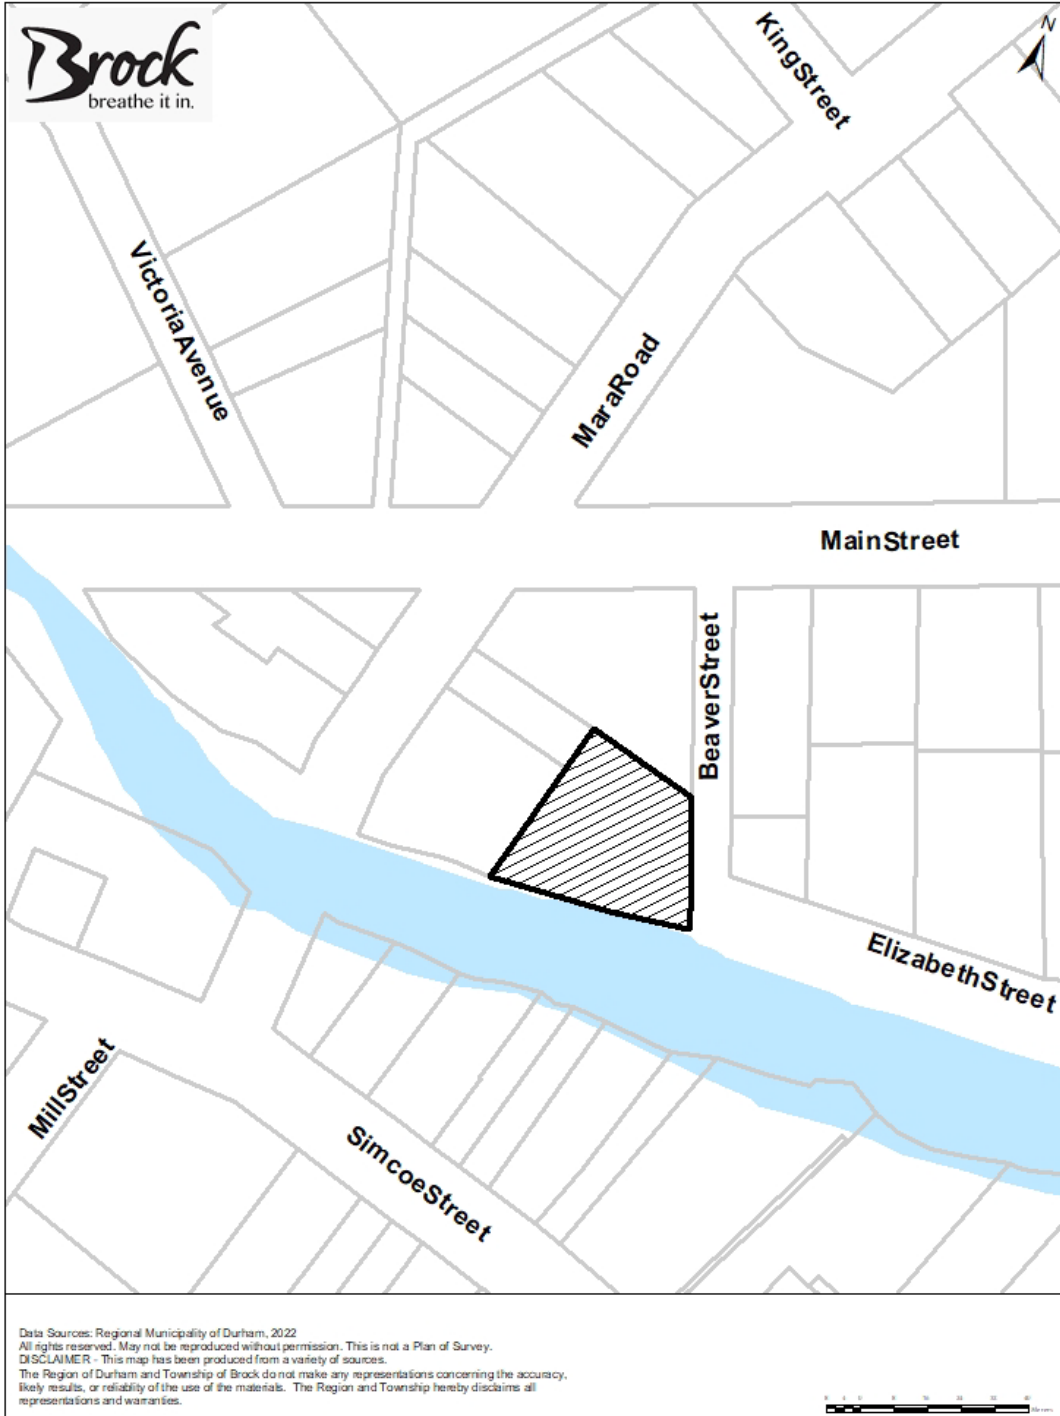 Brock
breathe it in.
N
KingStreet
VictoriaAvenue
MaraRoad
MainStreet
BeaverStreet
ElizabethStreet
MillStreet
SimcoeStreet
Data Sources: Regional Municipality of Durham, 2022
All rights reserved. May not be reproduced without permission. This is not a Plan of Survey.
DISCLAIMER - This map has been produced from a variety of sources.
The Region of Durham and Township of Brock do not make any representations concerning the accuracy,
likely results, or reliablity of the use of the materials. The Region and Township hereby disclaims all
representations and warranties.